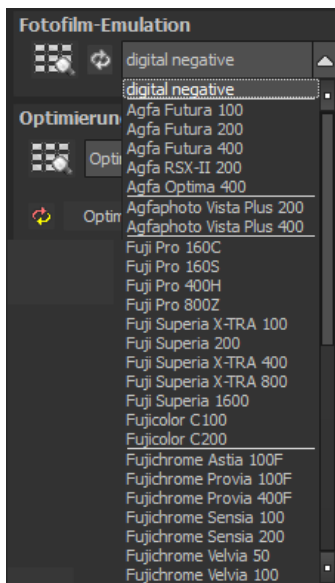 Fotofilm-Emulation
digital negative
digital negative
Agfa Futura 100
Optimierun
Agfa Futura 200
Agfa Futura 400
Opti
Agfa RSX-II 200
Agfa Optima 400
Agfaphoto Vista Plus 200
Optim
Agfaphoto Vista Plus 400
Fuji Pro 160C
Fuji Pro 160S
Fuji Pro 400H
Fuji Pro 800Z
Fuji Superia X-TRA 100
Fuji Superia 200
Fuji Superia X-TRA 400
Fuji Superia X-TRA 800
Fuji Superia 1600
Fujicolor C100
Fujicolor C200
Fujichrome Astia 100F
Fujichrome Provia 100F
Fujichrome Provia 400F
Fujichrome Sensia 100
Fujichrome Sensia 200
Fujichrome Velvia 50
Fujichrome Velvia 100